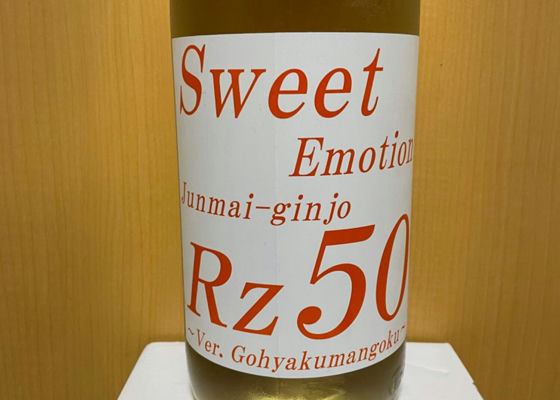 Sweet
Emotion
Junmai-ginjo
Rz50
~Ver. Gohyakumangoku~